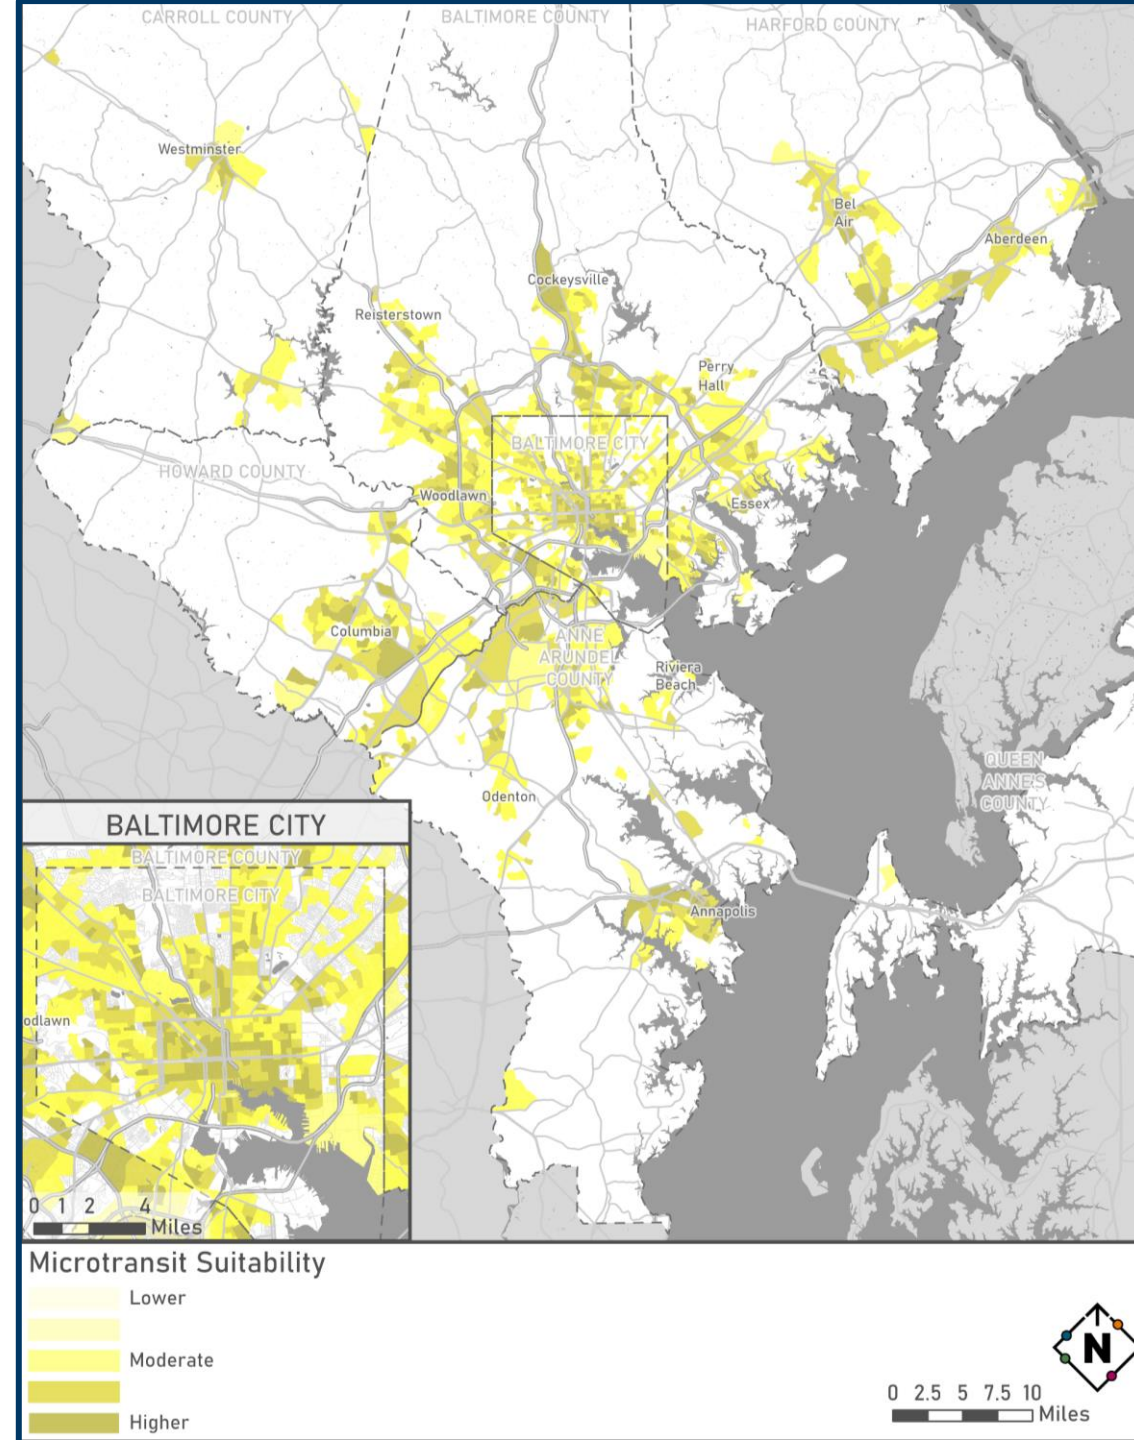 CARROLL COUNTY
BALTIMORE COUNTY
HARFORD COUNTY
Westminster
Bel
Air
Aberdeen
Cockeysville
Reisterstown
Perry
Hall
BALTIMORE CITY
HOWARD COUNTY
Woodlawn
Essex
Columbia
ANNE
ARUNDEL
COUNTY
Riviera
Beach
QUEEN
ANNE'S
COUNTY
Odenton
Annapolis
BALTIMORE CITY
BALTIMORE COUNTY
BALTIMORE CITY
odlawn
0 1 2 4
Miles
Microtransit Suitability
Lower
Moderate
Higher
N
0 2.5 5 7.5 10
Miles